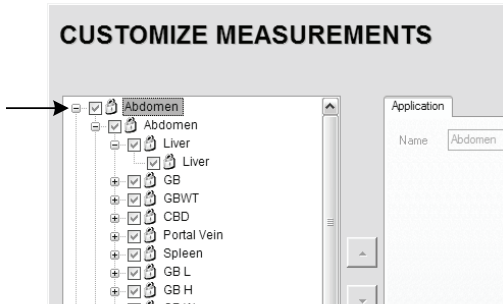 CUSTOMIZE MEASUREMENTS
Abdomen
Abdomen
Liver
Liver
GB
GBWT
CBD
Portal Vein
Spleen
GB L
GB H
Application
Name Abdomen